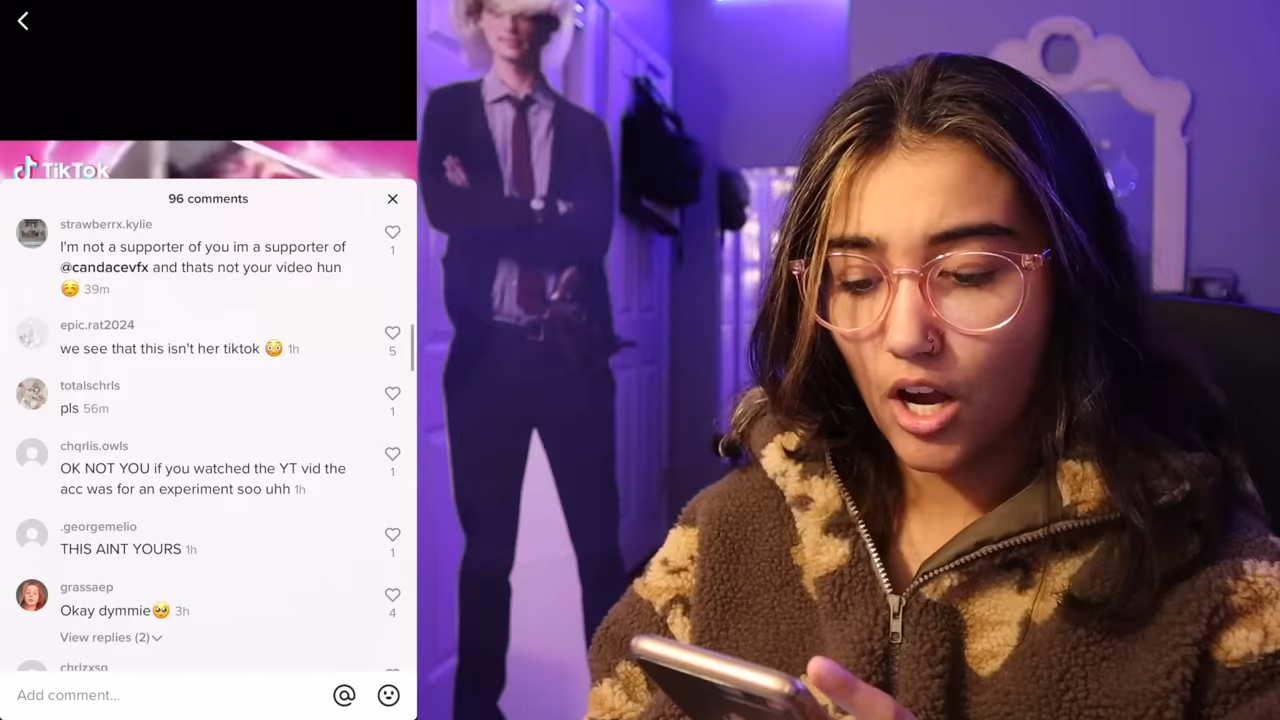 TikTok
96 comments
strawberrx.kylie
I'm not a supporter of you im a supporter of
@candacevfx and thats not your video hun
☺️ 39m
1
epic.rat2024
we see that this isn't her tiktok 😳 1h
5
totalschrls
pls 56m
1
chqrlis.owls
OK NOT YOU if you watched the YT vid the
acc was for an experiment soo uhh 1h
1
.georgemelio
THIS AINT YOURS 1h
1
grassaep
Okay dymmie🥺 3h
4
View replies (2)
chrlzxsg
Add comment...